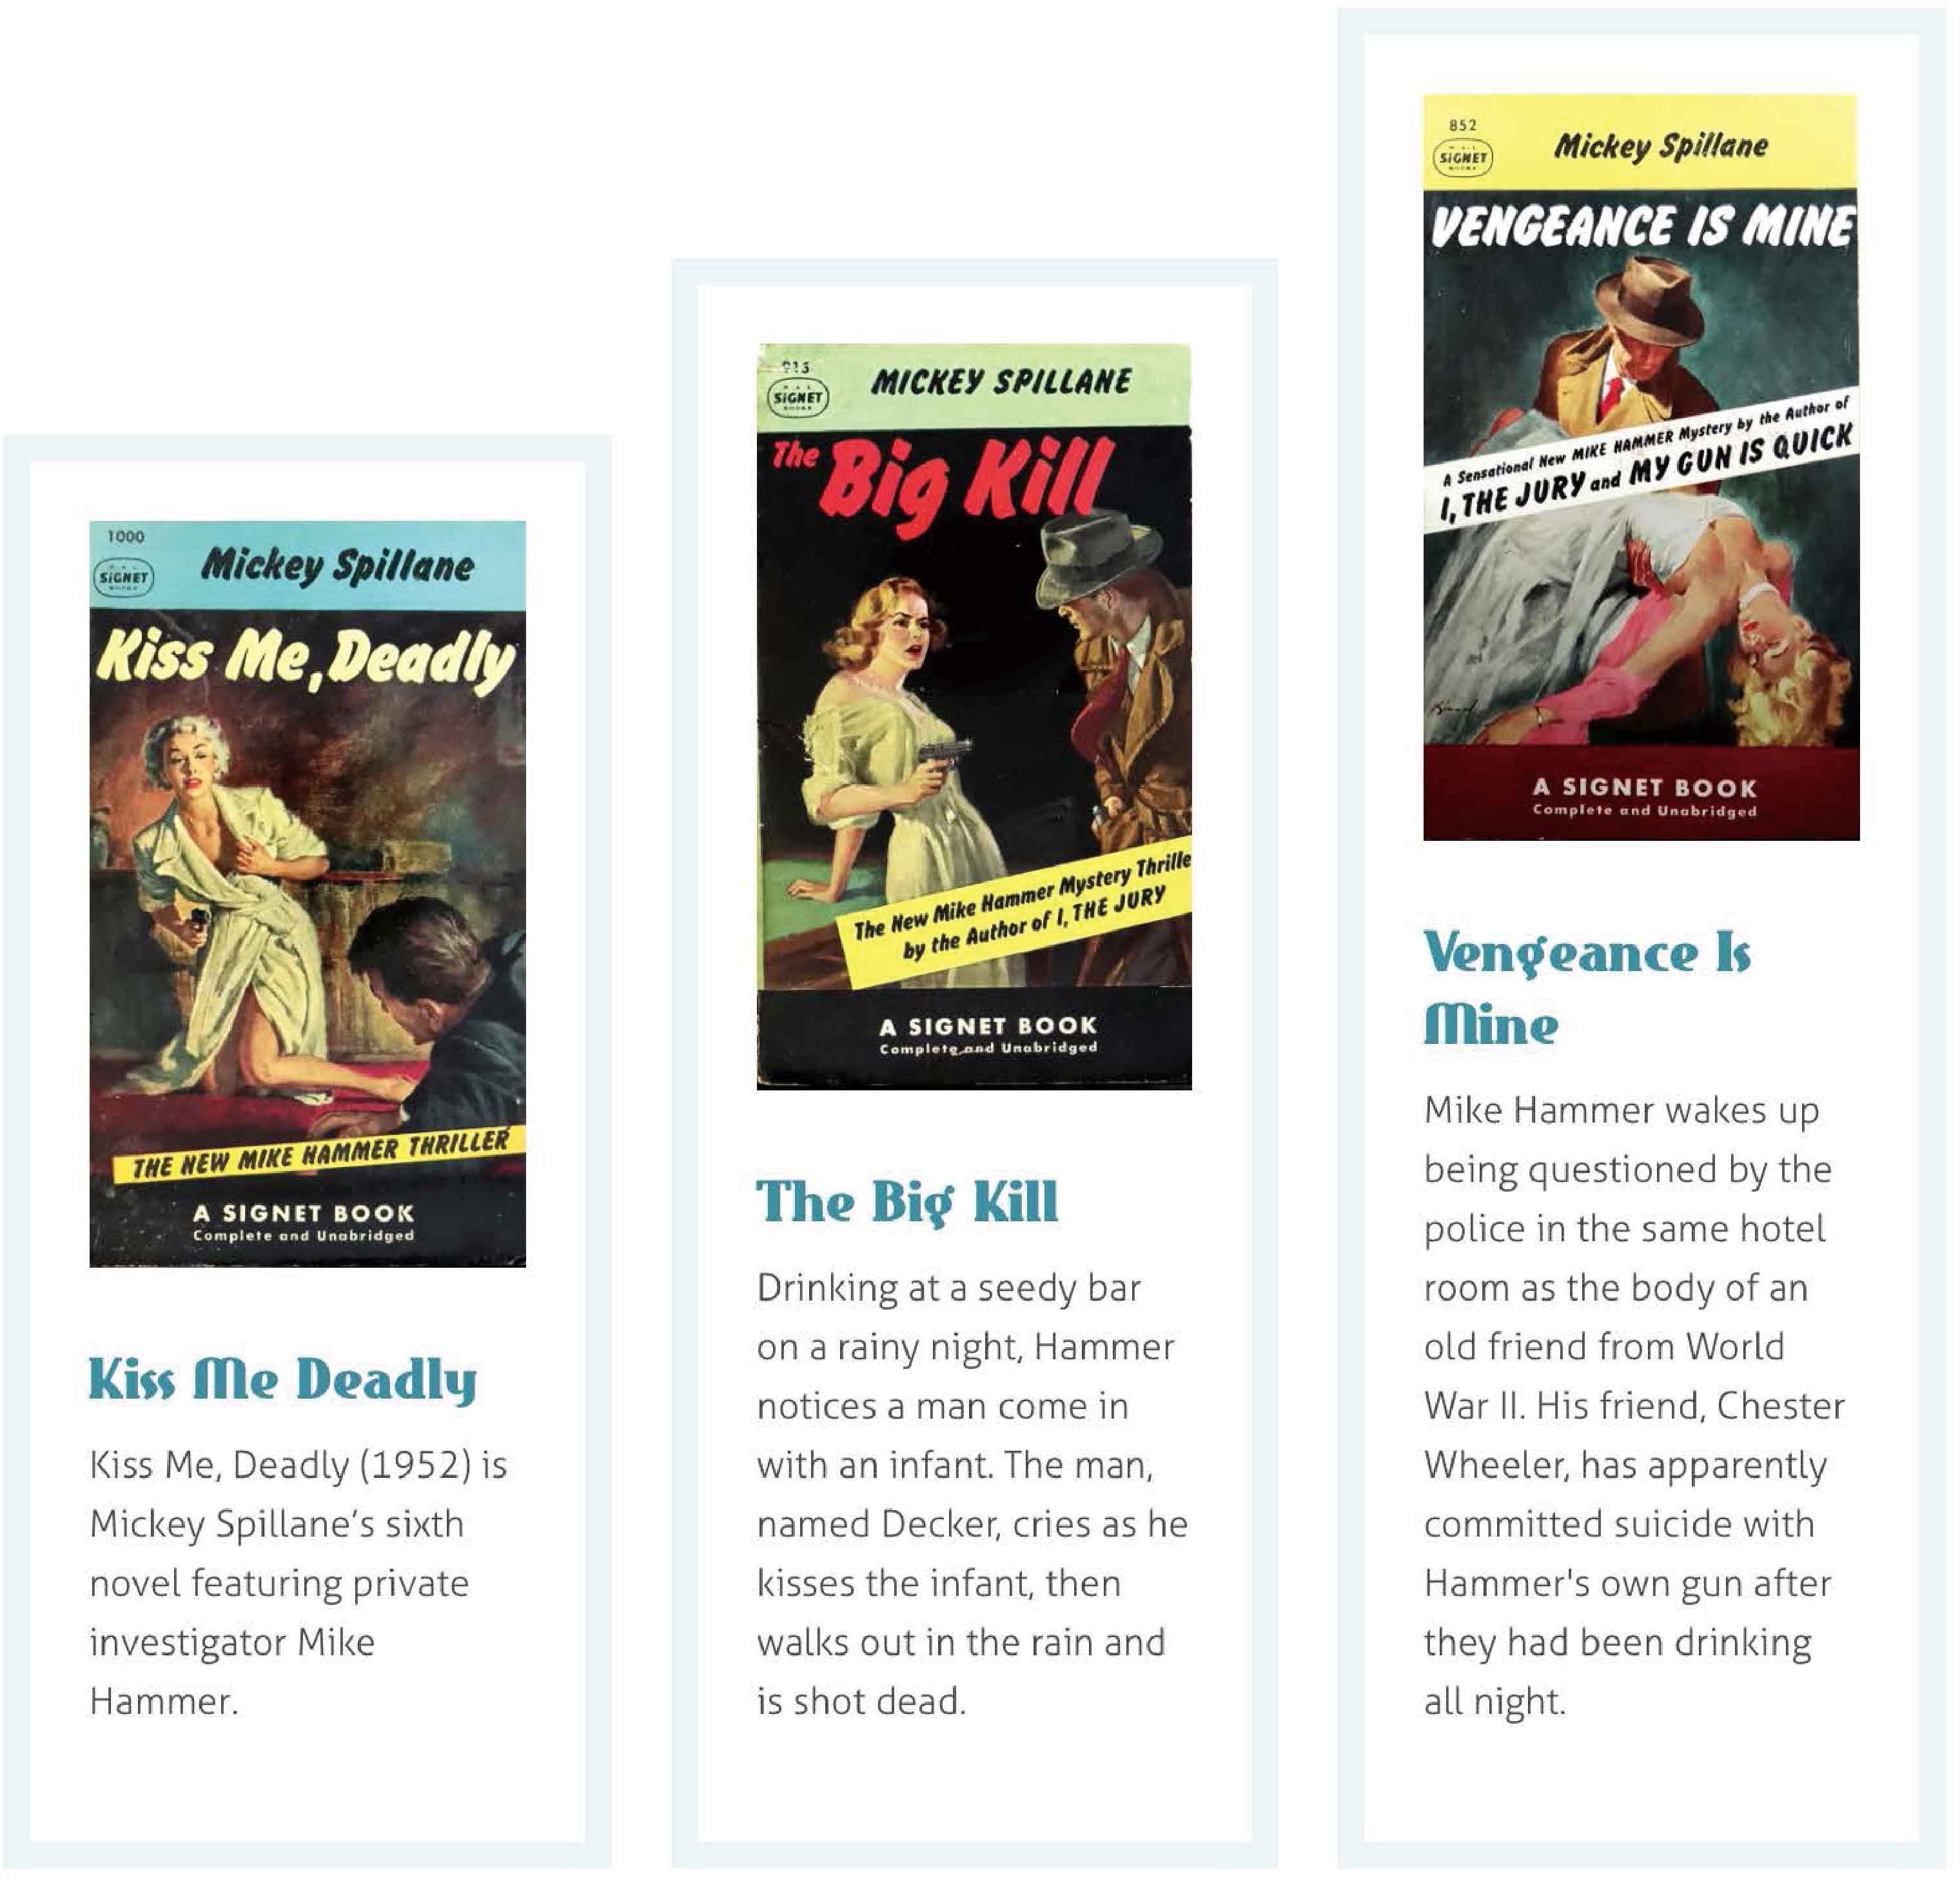 1000
SIGNET
Mickey Spillane
Kiss Me, Deadly
THE NEW MIKE HAMMER THRILLER
A SIGNET BOOK
Complete and Unabridged
Kiss Me Deadly
Kiss Me, Deadly (1952) is
Mickey Spillane’s sixth
novel featuring private
investigator Mike
Hammer.
913
SIGNET
MICKEY SPILLANE
The Big Kill
The New Mike Hammer Mystery Thrille
by the Author of I, THE JURY
A SIGNET BOOK
Complete and Unabridged
The Big Kill
Drinking at a seedy bar
on a rainy night, Hammer
notices a man come in
with an infant. The man,
named Decker, cries as he
kisses the infant, then
walks out in the rain and
is shot dead.
852
SIGNET
Mickey Spillane
VENGEANCE IS MINE
A Sensational New MIKE HAMMER Mystery by the Author of
I, THE JURY and MY GUN IS QUICK
A SIGNET BOOK
Complete and Unabridged
Vengeance Is
Mine
Mike Hammer wakes up
being questioned by the
police in the same hotel
room as the body of an
old friend from World
War II. His friend, Chester
Wheeler, has apparently
committed suicide with
Hammer's own gun after
they had been drinking
all night.